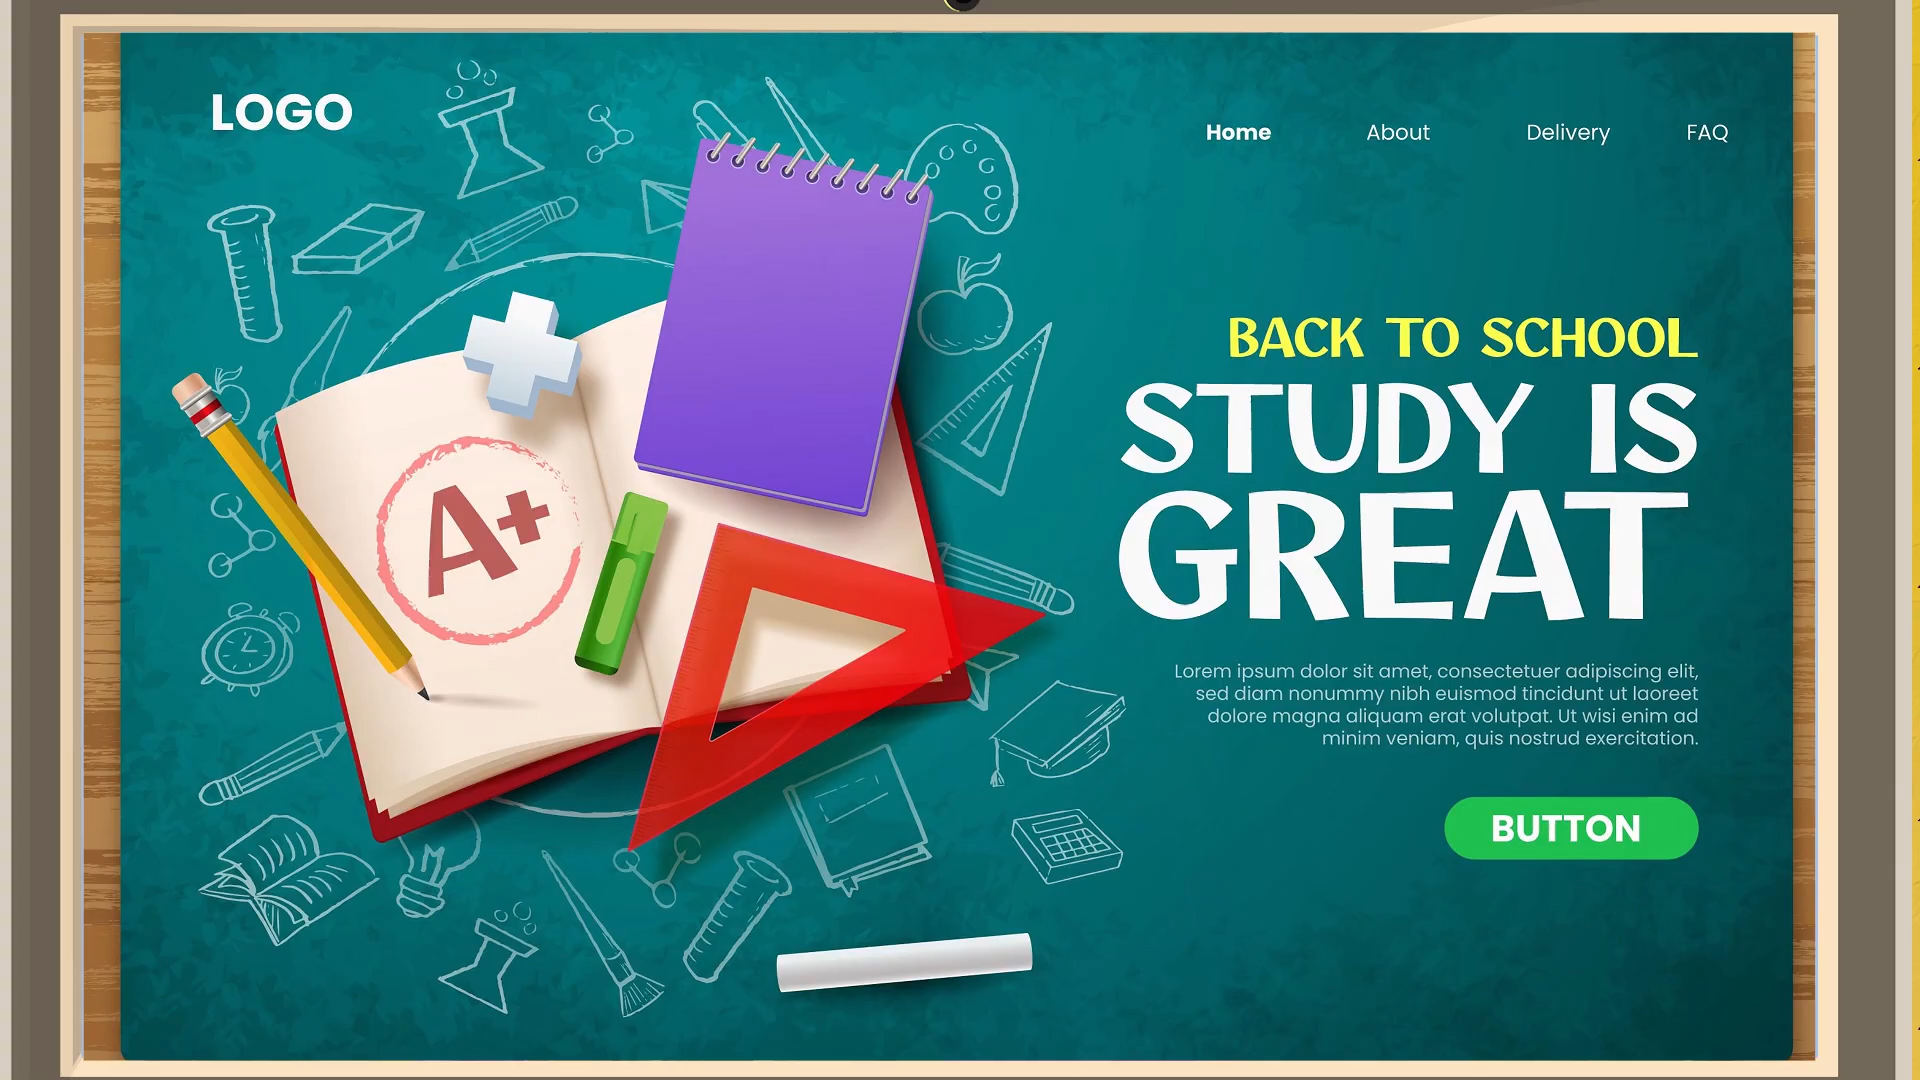 LOGO
Home About Delivery FAQ
BACK TO SCHOOL
STUDY IS
GREAT
A+
Lorem ipsum dolor sit amet, consectetuer adipiscing elit,
sed diam nonummy nibh euismod tincidunt ut laoreet
dolore magna aliquam erat volutpat. Ut wisi enim ad
minim veniam, quis nostrud exercitation.
BUTTON